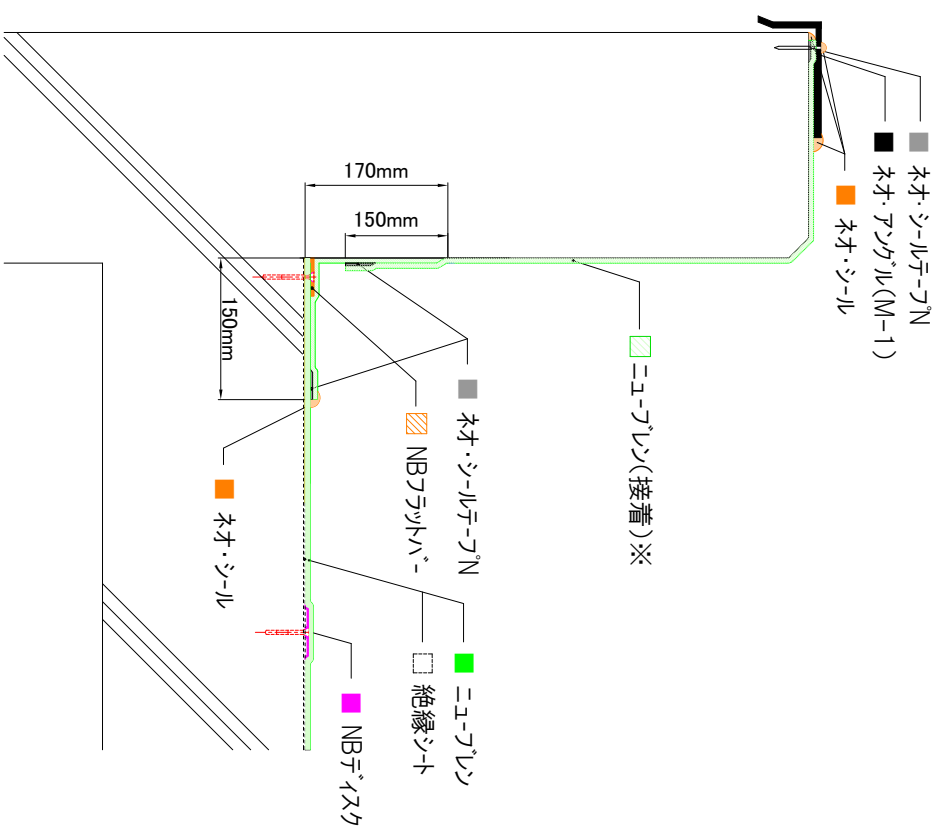 ネオ・シールテープN
ネオ・アングル(M-1)
ネオ・シール
170mm
150mm
150mm
ニューブレン(接着)※
ネオ・シールテープN
NBフラットバー
ネオ・シール
ニューブレン
絶縁シート
NBディスク